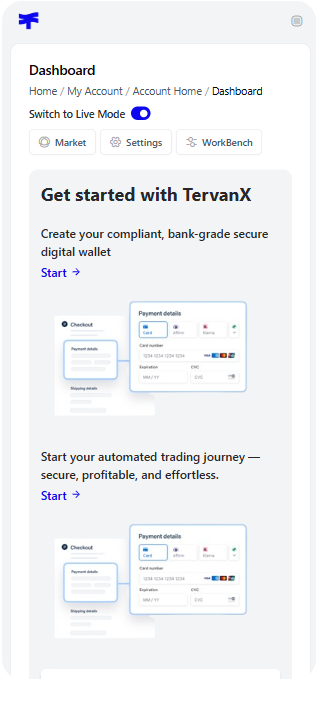 Dashboard
Home / My Account / Account Home / Dashboard
Switch to Live Mode
Market Settings WorkBench
Get started with TervanX
Create your compliant, bank-grade secure
digital wallet
Start →
Payment details
Checkout
Card Affirm Klarna
Payment details
Card number
1234 1234 1234 1234 VISA
Expiration CVC
MM / YY CVC
Shipping details
Start your automated trading journey —
secure, profitable, and effortless.
Start →
Payment details
Checkout
Card Affirm Klarna
Payment details
Card number
1234 1234 1234 1234 VISA
Expiration CVC
MM / YY CVC
Shipping details